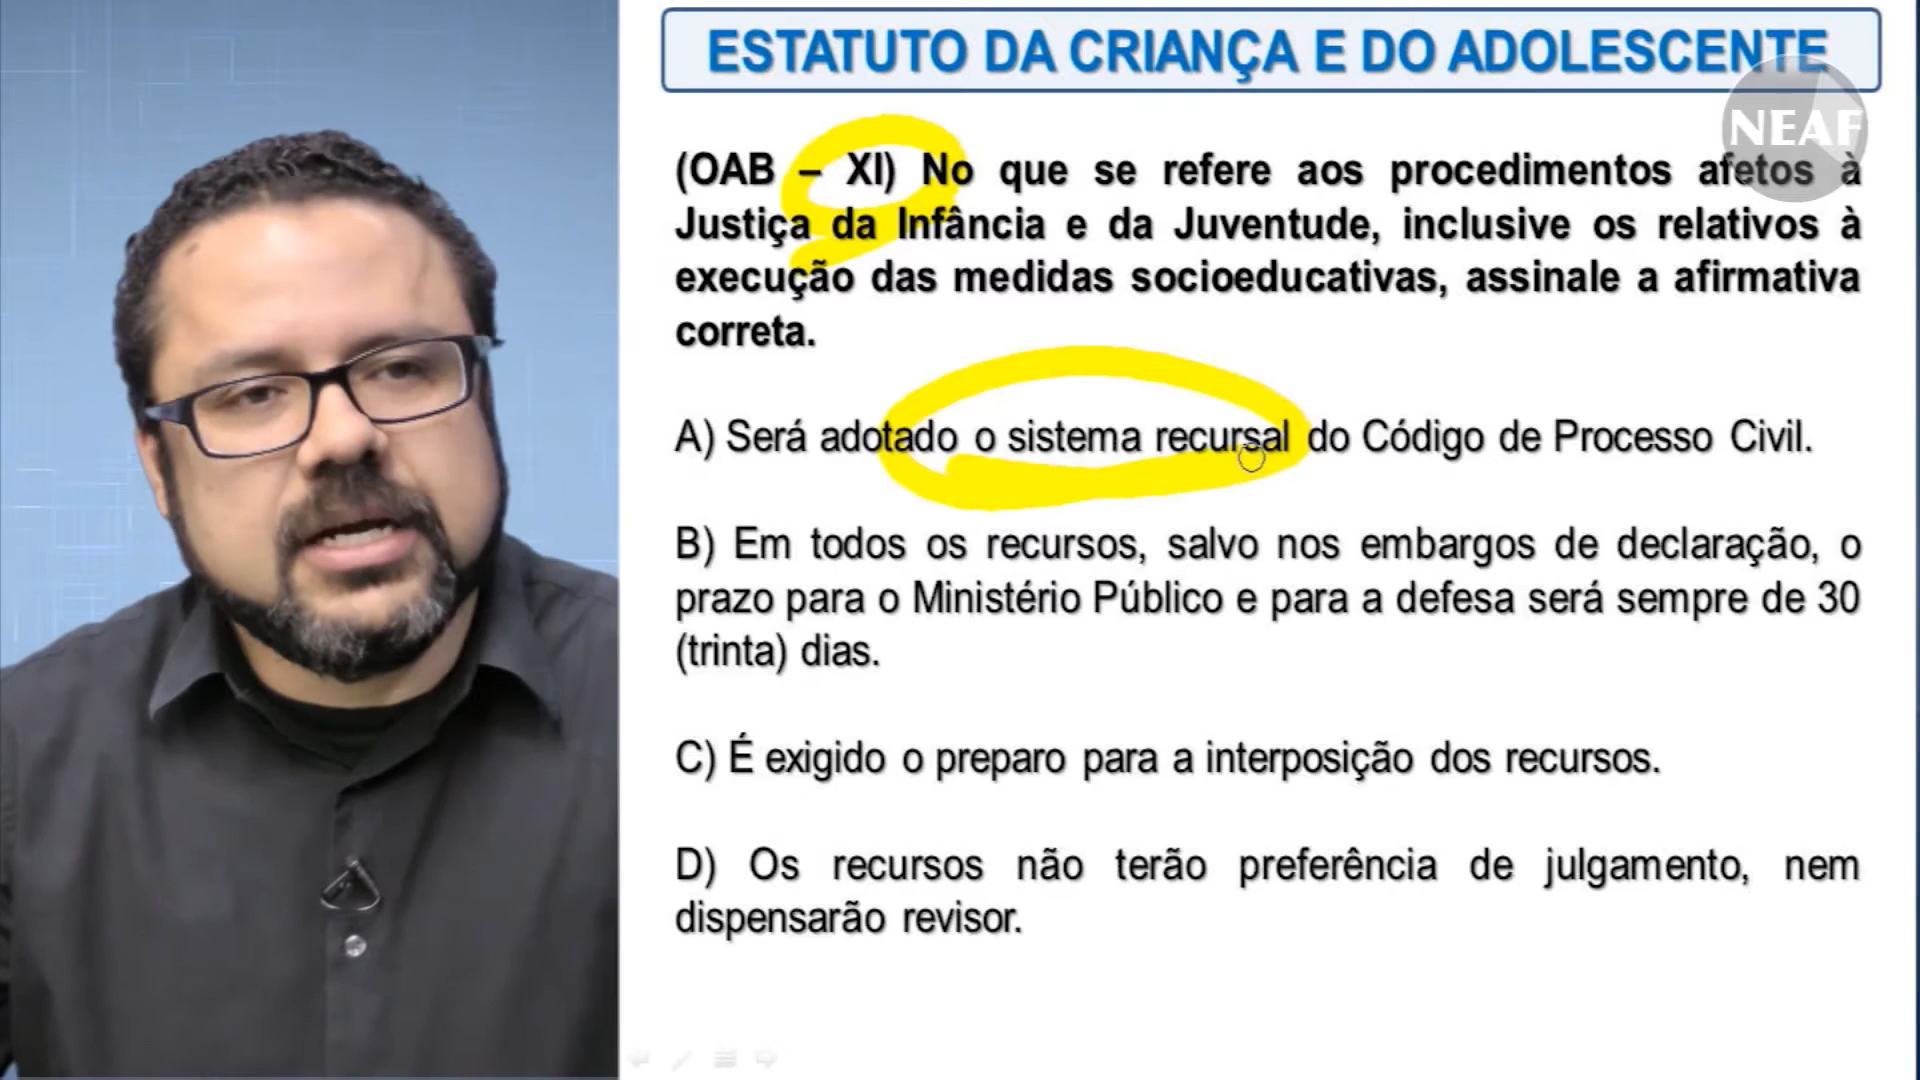 ESTATUTO DA CRIANÇA E DO ADOLESCENTE
NEAF
(OAB – XI) No que se refere aos procedimentos afetos à
Justiça da Infância e da Juventude, inclusive os relativos à
execução das medidas socioeducativas, assinale a afirmativa
correta.
A) Será adotado o sistema recursal do Código de Processo Civil.
B) Em todos os recursos, salvo nos embargos de declaração, o
prazo para o Ministério Público e para a defesa será sempre de 30
(trinta) dias.
C) É exigido o preparo para a interposição dos recursos.
D) Os recursos não terão preferência de julgamento, nem
dispensarão revisor.